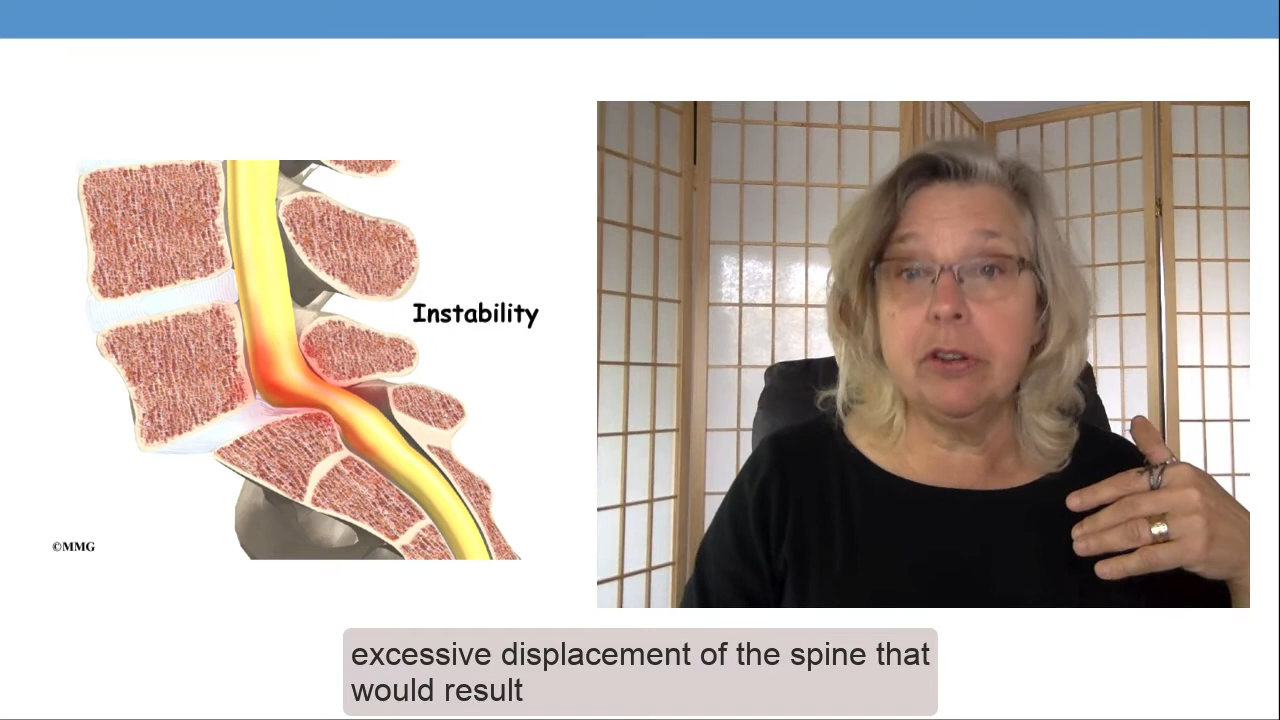 Instability
©MMG
excessive displacement of the spine that
would result